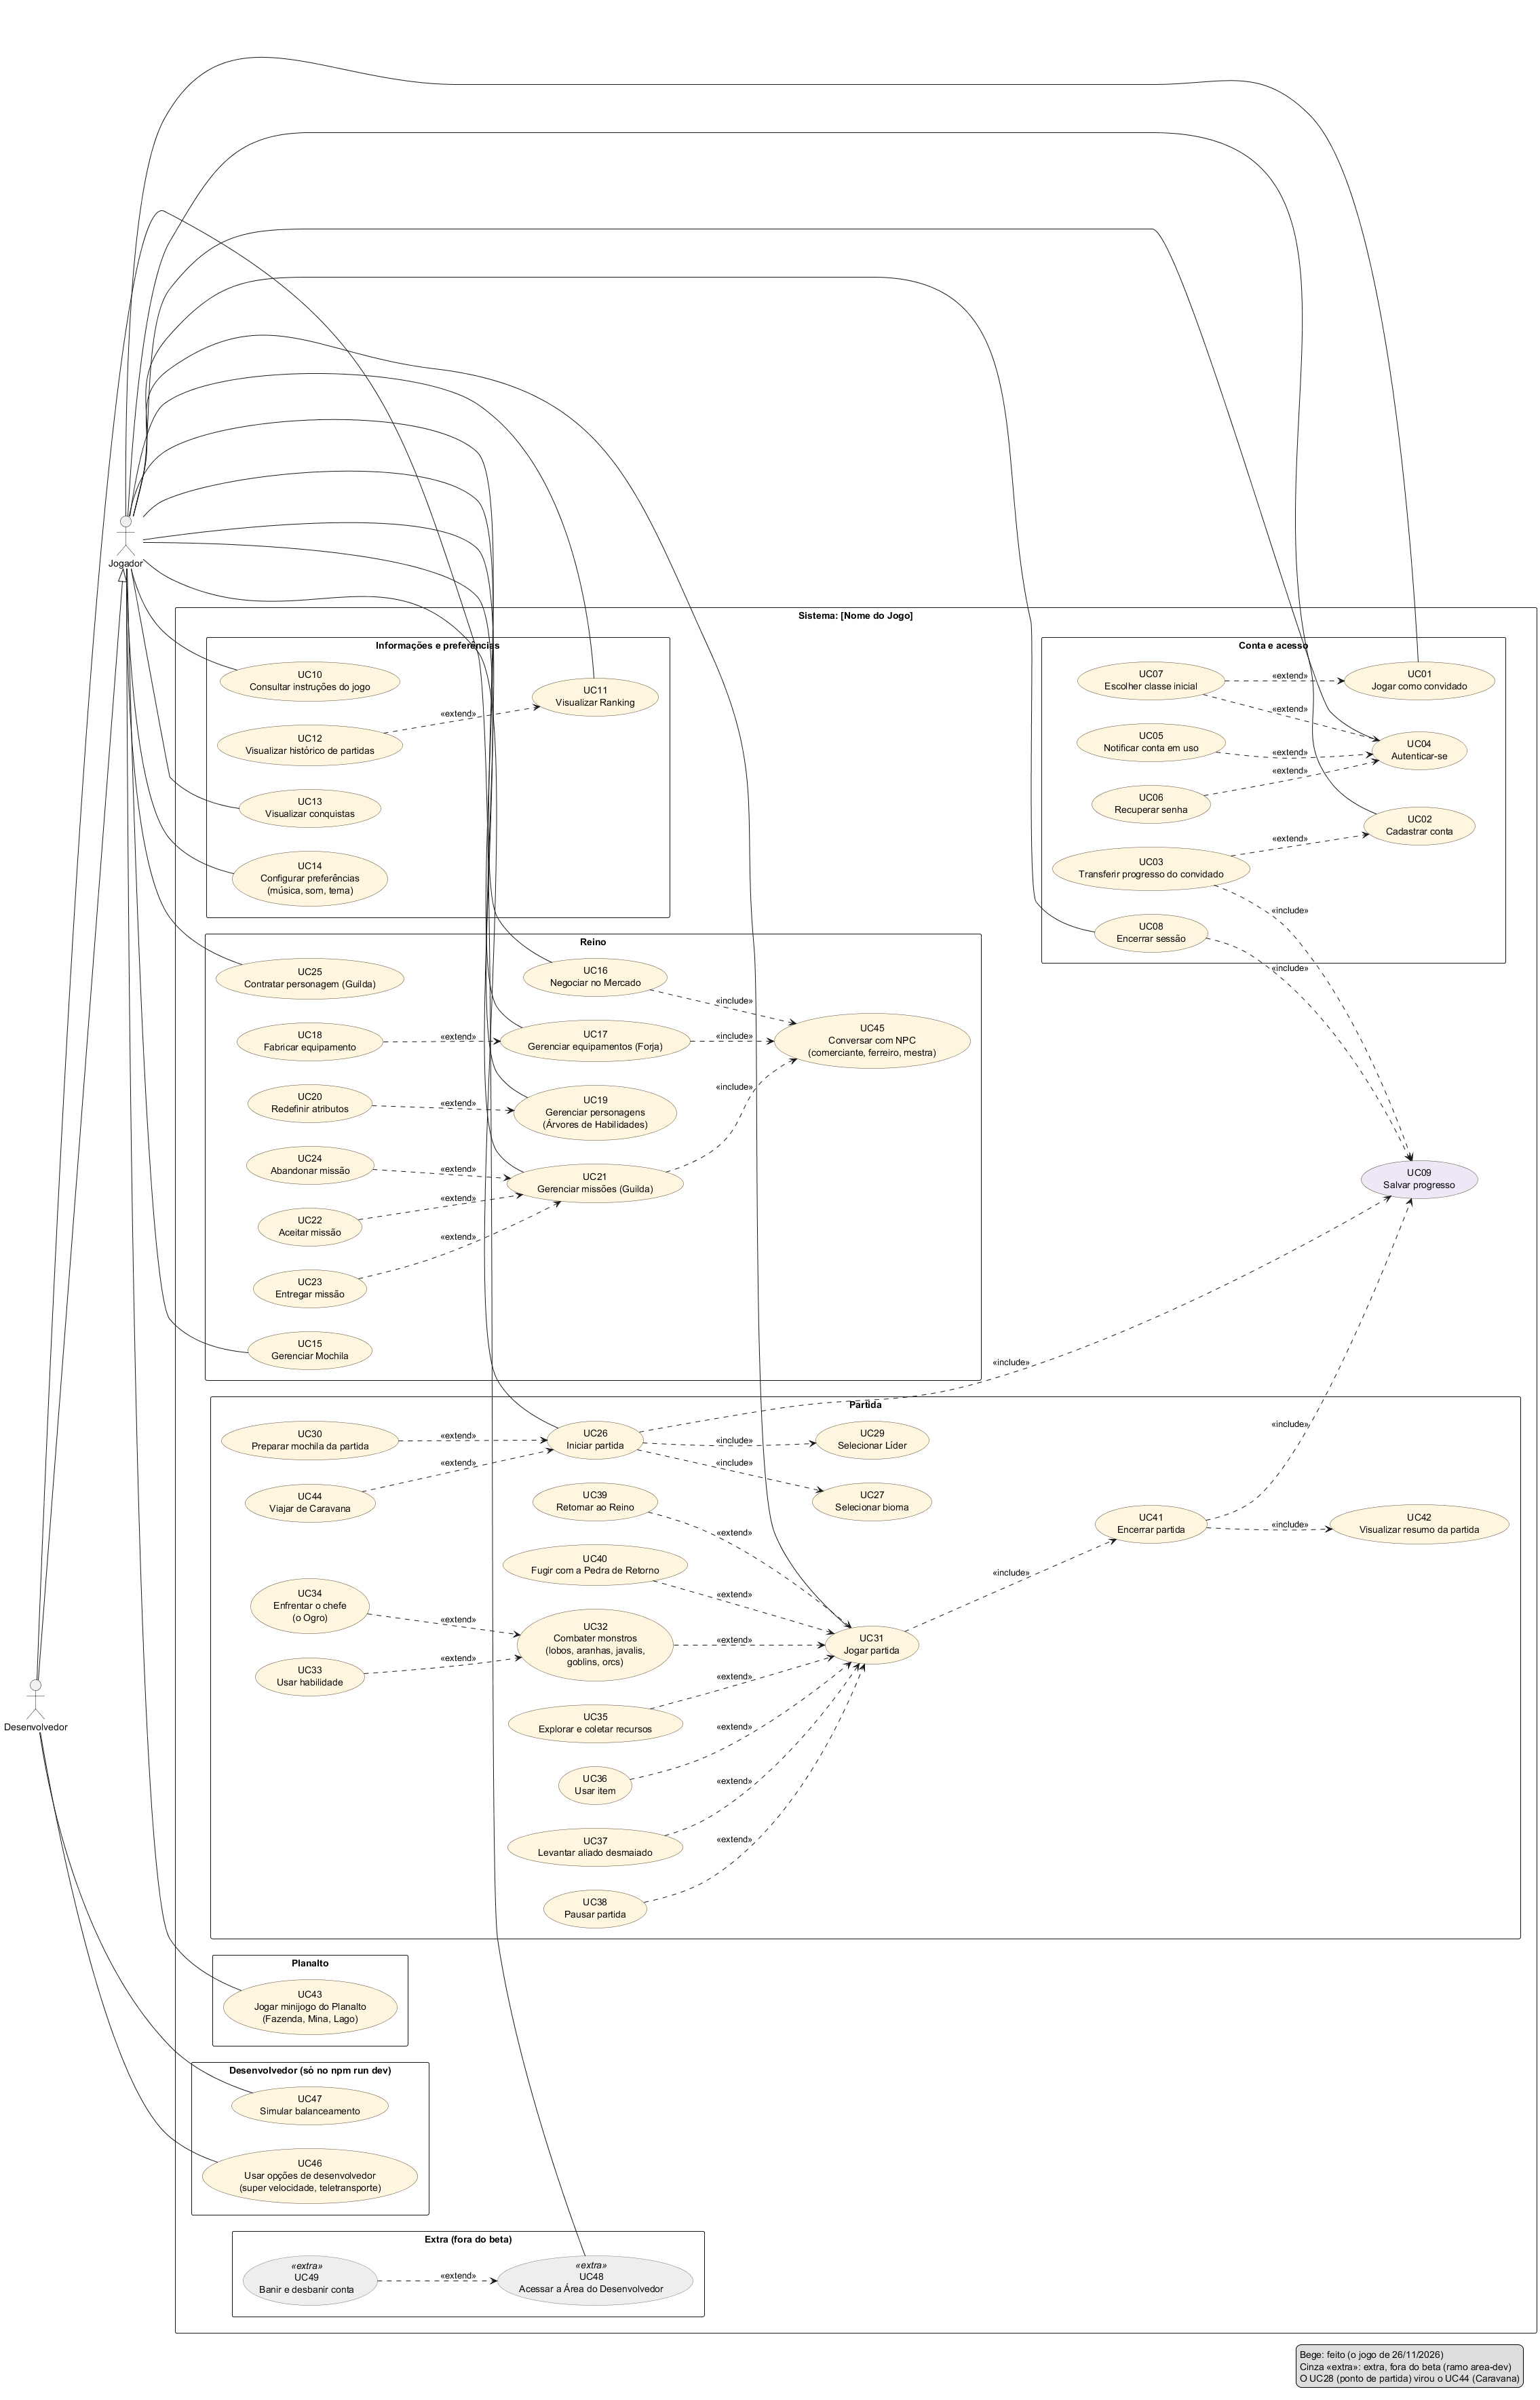 Jogador
Sistema: [Nome do Jogo]
Informações e preferências
UC10
Consultar instruções do jogo
UC11
Visualizar Ranking
«extend»
UC12
Visualizar histórico de partidas
UC13
Visualizar conquistas
UC14
Configurar preferências
(música, som, tema)
Conta e acesso
UC07
Escolher classe inicial
«extend»
UC01
Jogar como convidado
«extend»
UC05
Notificar conta em uso
«extend»
UC04
Autenticar-se
«extend»
UC06
Recuperar senha
UC02
Cadastrar conta
«extend»
UC03
Transferir progresso do convidado
«include»
UC08
Encerrar sessão
«include»
UC09
Salvar progresso
Reino
UC25
Contratar personagem (Guilda)
UC16
Negociar no Mercado
«include»
UC18
Fabricar equipamento
«extend»
UC17
Gerenciar equipamentos (Forja)
«include»
UC45
Conversar com NPC
(comerciante, ferreiro, mestra)
UC20
Redefinir atributos
«extend»
UC19
Gerenciar personagens
(Árvores de Habilidades)
«include»
UC24
Abandonar missão
«extend»
UC21
Gerenciar missões (Guilda)
«extend»
UC22
Aceitar missão
«extend»
UC23
Entregar missão
UC15
Gerenciar Mochila
«include»
Partida
UC30
Preparar mochila da partida
«extend»
UC26
Iniciar partida
«include»
UC29
Selecionar Líder
«extend»
UC44
Viajar de Caravana
«include»
UC27
Selecionar bioma
UC39
Retornar ao Reino
«extend»
UC40
Fugir com a Pedra de Retorno
«extend»
UC34
Enfrentar o chefe
(o Ogro)
«extend»
UC32
Combater monstros
(lobos, aranhas, javalis,
goblins, orcs)
«extend»
UC31
Jogar partida
«include»
UC41
Encerrar partida
«include»
«include»
UC42
Visualizar resumo da partida
UC33
Usar habilidade
«extend»
UC35
Explorar e coletar recursos
«extend»
UC36
Usar item
«extend»
UC37
Levantar aliado desmaiado
«extend»
UC38
Pausar partida
«extend»
Desenvolvedor
Planalto
UC43
Jogar minijogo do Planalto
(Fazenda, Mina, Lago)
Desenvolvedor (só no npm run dev)
UC47
Simular balanceamento
UC46
Usar opções de desenvolvedor
(super velocidade, teletransporte)
Extra (fora do beta)
«extra»
UC49
Banir e desbanir conta
«extend»
«extra»
UC48
Acessar a Área do Desenvolvedor
Bege: feito (o jogo de 26/11/2026)
Cinza «extra»: extra, fora do beta (ramo area-dev)
O UC28 (ponto de partida) virou o UC44 (Caravana)